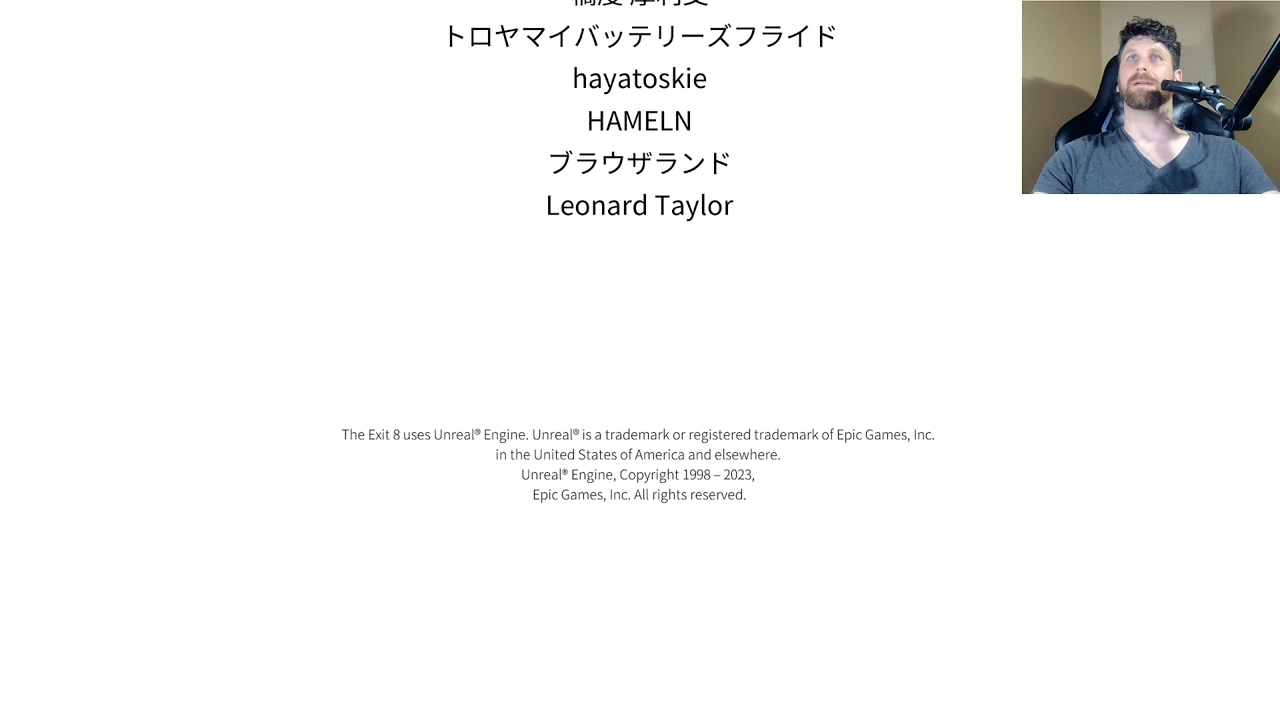 トロヤマイバッテリーズフライド
hayatoskie
HAMELN
ブラウザランド
Leonard Taylor
The Exit 8 uses Unreal® Engine. Unreal® is a trademark or registered trademark of Epic Games, Inc.
in the United States of America and elsewhere.
Unreal® Engine, Copyright 1998 – 2023,
Epic Games, Inc. All rights reserved.